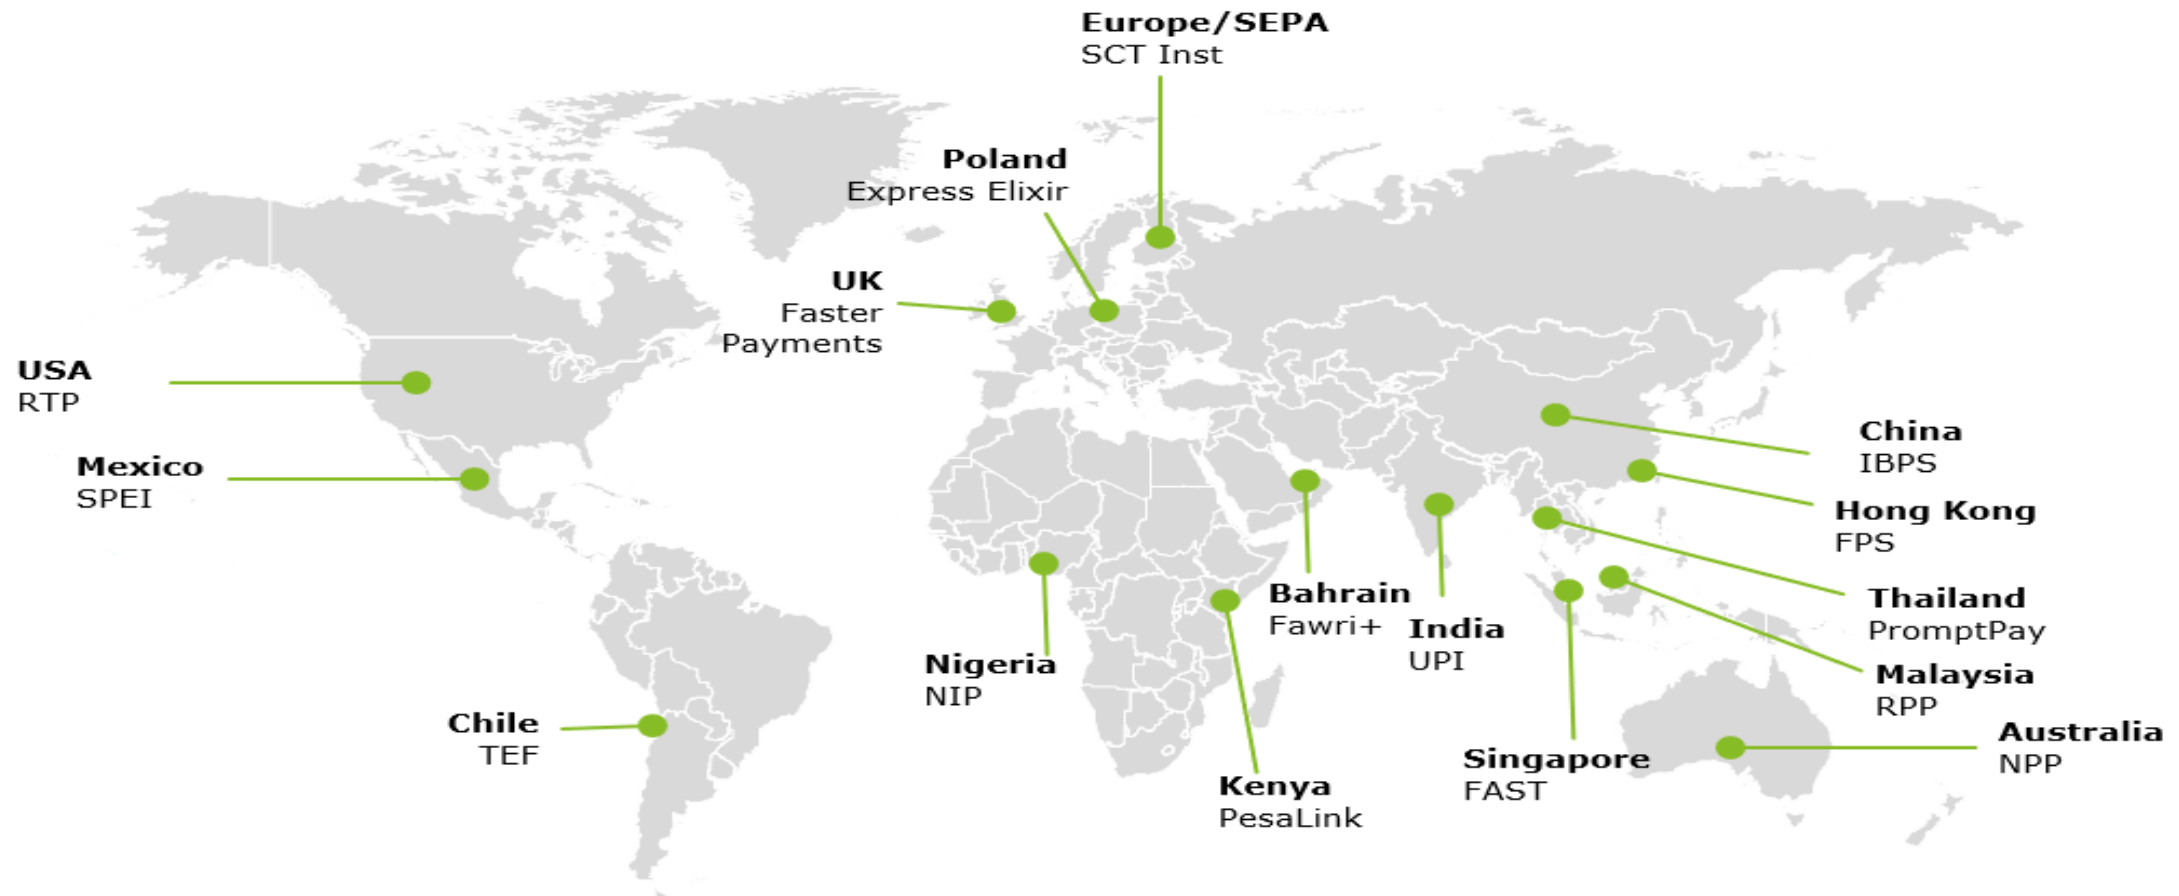 Europe/SEPA
SCT Inst
Poland
Express Elixir
UK
Faster
Payments
USA
RTP
Mexico
SPEI
China
IBPS
Hong Kong
FPS
Bahrain
Fawri+
India
UPI
Thailand
PromptPay
Nigeria
NIP
Malaysia
RPP
Chile
TEF
Australia
NPP
Singapore
FAST
Kenya
PesaLink